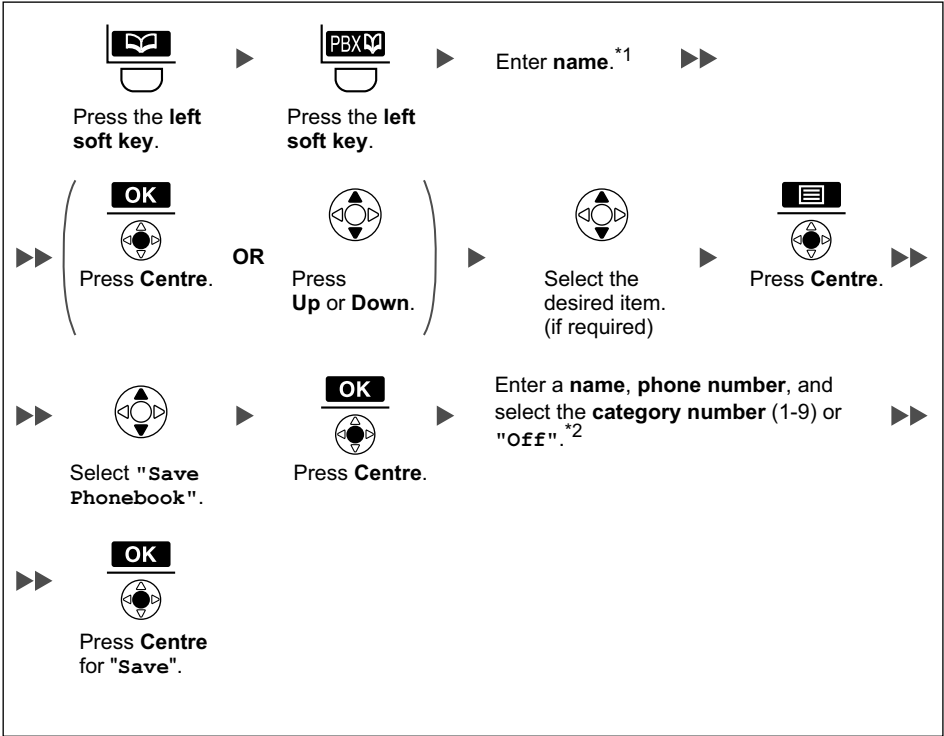 PBX
Enter name.*1
Press the left
soft key.
Press the left
soft key.
OK
Press Centre.
OR
Press
Up or Down.
Select the
desired item.
(if required)
Press Centre.
Select "Save
Phonebook".
OK
Press Centre.
Enter a name, phone number, and
select the category number (1-9) or
"Off".*2
OK
Press Centre
for "Save".